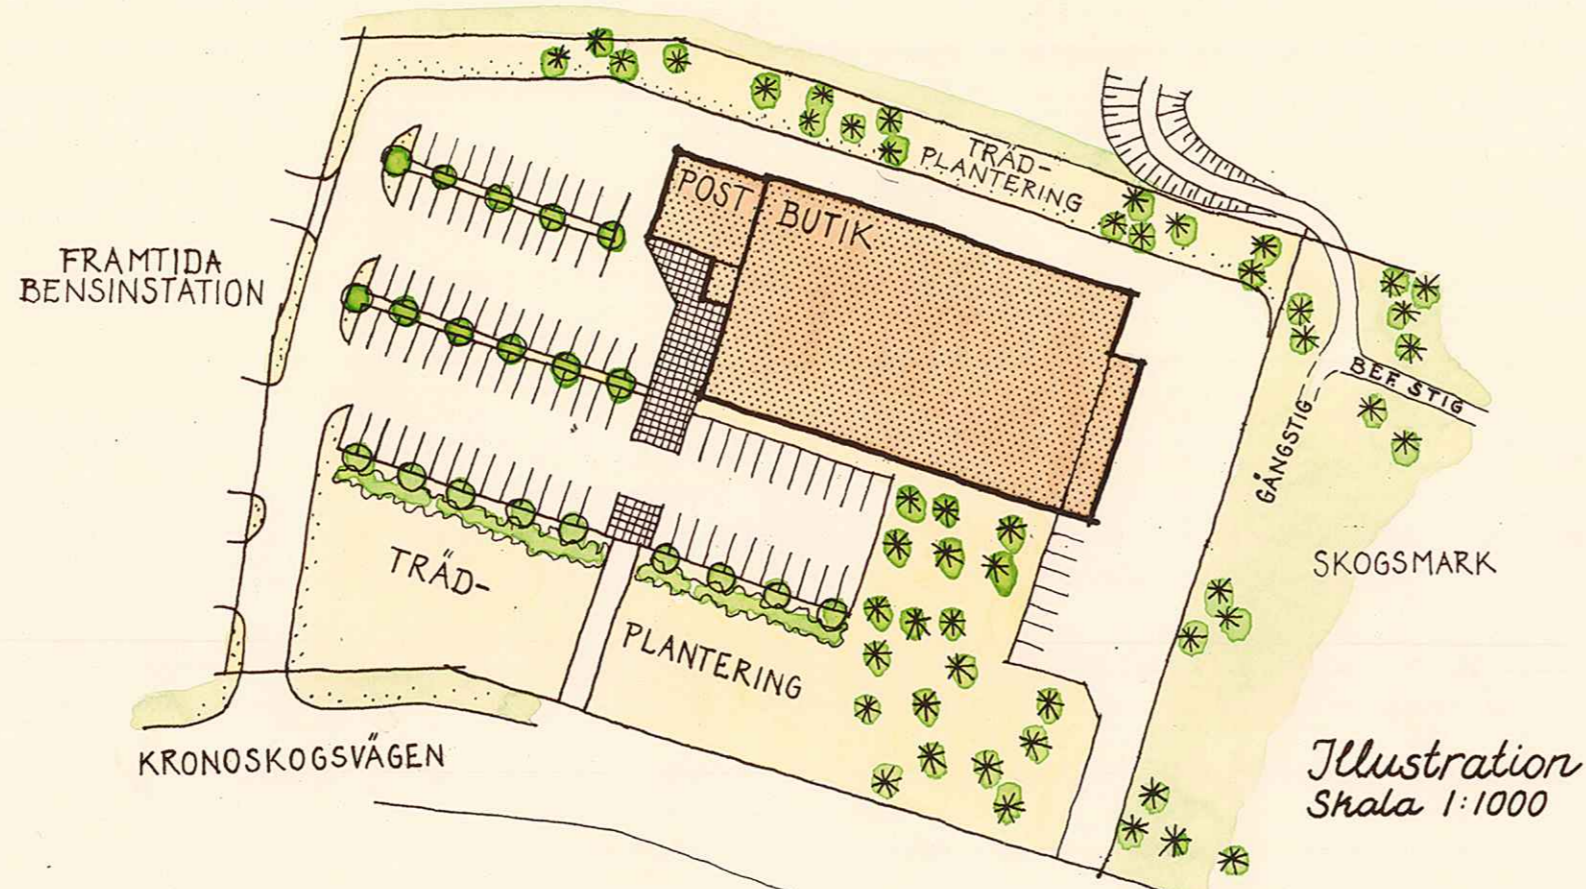 TRÄD-
PLANTERING
POST
BUTIK
FRAMTIDA
BENSINSTATION
BEF. STIG
GÅNGSTIG
SKOGSMARK
TRÄD-
PLANTERING
KRONOSKOGSVÄGEN
Illustration
Skala 1:1000